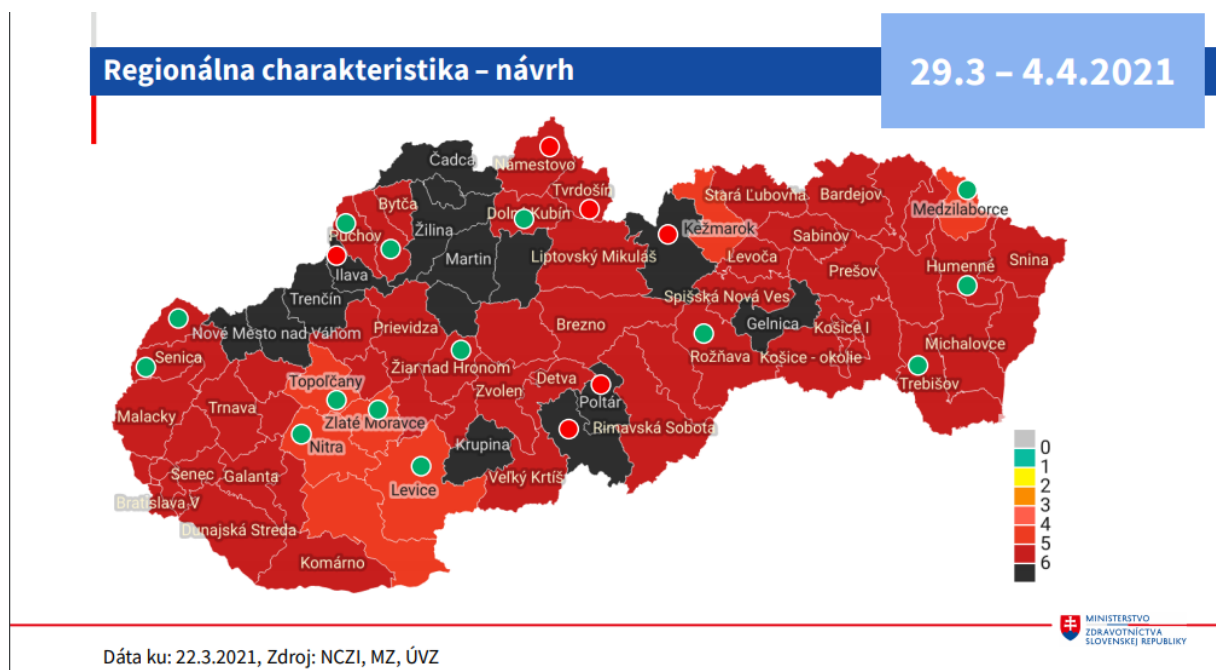 Regionálna charakteristika – návrh
29.3 – 4.4.2021
Čadca
Námestovo
Tvrdošín
Stará Ľubovňa
Bardejov
Bytča
Dolný Kubín
Medzilaborce
Púchov
Žilina
Kežmarok
Sabinov
Ilava
Martin
Liptovský Mikuláš
Levoča
Prešov
Humenné
Snina
Trenčín
Spišská Nová Ves
Nové Mesto nad Váhom
Prievidza
Brezno
Gelnica
Košice I
Michalovce
Senica
Žiar nad Hronom
Rožňava
Košice - okolie
Topoľčany
Detva
Trebišov
Zvolen
Poltár
Malacky
Trnava
Zlaté Moravce
Rimavská Sobota
Nitra
Krupina
Senec
Galanta
Levice
Veľký Krtíš
Bratislava V
Dunajská Streda
Komárno
0
1
2
3
4
5
6
MINISTERSTVO
ZDRAVOTNÍCTVA
SLOVENSKEJ REPUBLIKY
Dáta ku: 22.3.2021, Zdroj: NCZI, MZ, ÚVZ